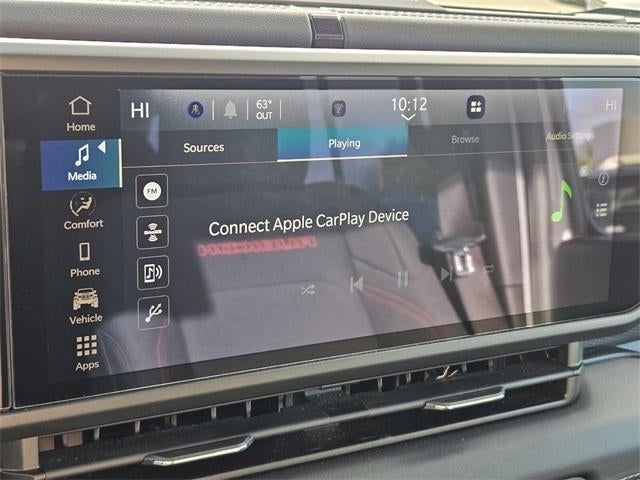 HI
63°
OUT
10:12
HI
Home
Media
Comfort
Phone
Vehicle
Apps
Sources
Playing
Browse
Audio Settings
FM
Connect Apple CarPlay Device